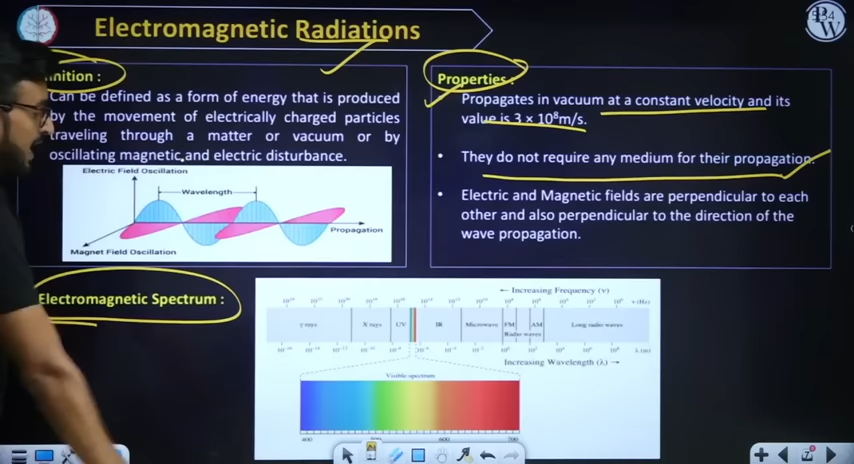 Electromagnetic Radiations
nition :
Can be defined as a form of energy that is produced
by the movement of electrically charged particles
traveling through a matter or vacuum or by
oscillating magnetic and electric disturbance.
Electric Field Oscillation
Wavelength
Propagation
Magnet Field Oscillation
Properties :
Propagates in vacuum at a constant velocity and its
value is 3 × 10⁸m/s.
• They do not require any medium for their propagation.
• Electric and Magnetic fields are perpendicular to each
other and also perpendicular to the direction of the
wave propagation.
Electromagnetic Spectrum :
← Increasing Frequency (ν)
ν (Hz)
γ rays X rays UV IR Microwave FM AM Long radio waves
Radio waves
Increasing Wavelength (λ) →
Visible spectrum
400 600 700
W